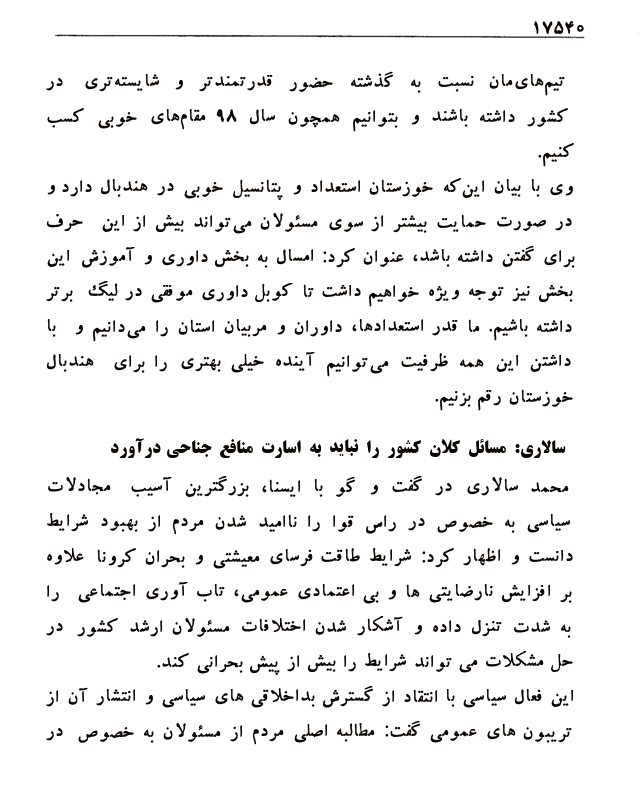 ۱۷۵۴۰
تیم‌های‌مان نسبت به گذشته حضور قدرتمندتر و شایسته‌تری در
کشور داشته باشند و بتوانیم همچون سال ۹۸ مقام‌های خوبی کسب
کنیم.
وی با بیان این‌که خوزستان استعداد و پتانسیل خوبی در هندبال دارد و
در صورت حمایت بیشتر از سوی مسئولان می‌تواند بیش از این حرف
برای گفتن داشته باشد، عنوان کرد: امسال به بخش داوری و آموزش این
بخش نیز توجه ویژه خواهیم داشت تا کوبل داوری موفقی در لیگ برتر
داشته باشیم. ما قدر استعدادها، داوران و مربیان استان را می‌دانیم و با
داشتن این همه ظرفیت می‌توانیم آینده خیلی بهتری را برای هندبال
خوزستان رقم بزنیم.
سالاری: مسائل کلان کشور را نباید به اسارت منافع جناحی درآورد
محمد سالاری در گفت و گو با ایسنا، بزرگترین آسیب مجادلات
سیاسی به خصوص در راس قوا را ناامید شدن مردم از بهبود شرایط
دانست و اظهار کرد: شرایط طاقت فرسای معیشتی و بحران کرونا علاوه
بر افزایش نارضایتی ها و بی اعتمادی عمومی، تاب آوری اجتماعی را
به شدت تنزل داده و آشکار شدن اختلافات مسئولان ارشد کشور در
حل مشکلات می تواند شرایط را بیش از پیش بحرانی کند.
این فعال سیاسی با انتقاد از گسترش بداخلاقی های سیاسی و انتشار آن از
تریبون های عمومی گفت: مطالبه اصلی مردم از مسئولان به خصوص در